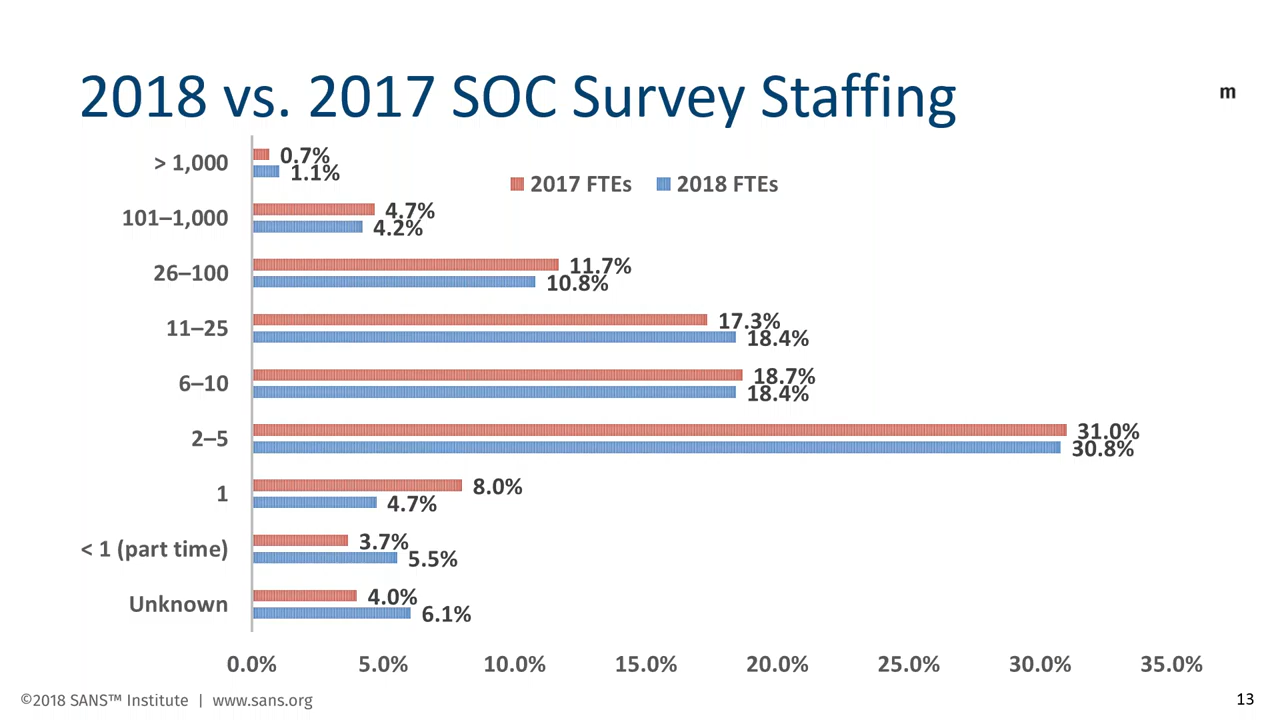 2018 vs. 2017 SOC Survey Staffing
m
2017 FTEs 2018 FTEs
> 1,000 0.7% 1.1%
101–1,000 4.7% 4.2%
26–100 11.7% 10.8%
11–25 17.3% 18.4%
6–10 18.7% 18.4%
2–5 31.0% 30.8%
1 8.0% 4.7%
< 1 (part time) 3.7% 5.5%
Unknown 4.0% 6.1%
0.0% 5.0% 10.0% 15.0% 20.0% 25.0% 30.0% 35.0%
©2018 SANS™ Institute | www.sans.org
13